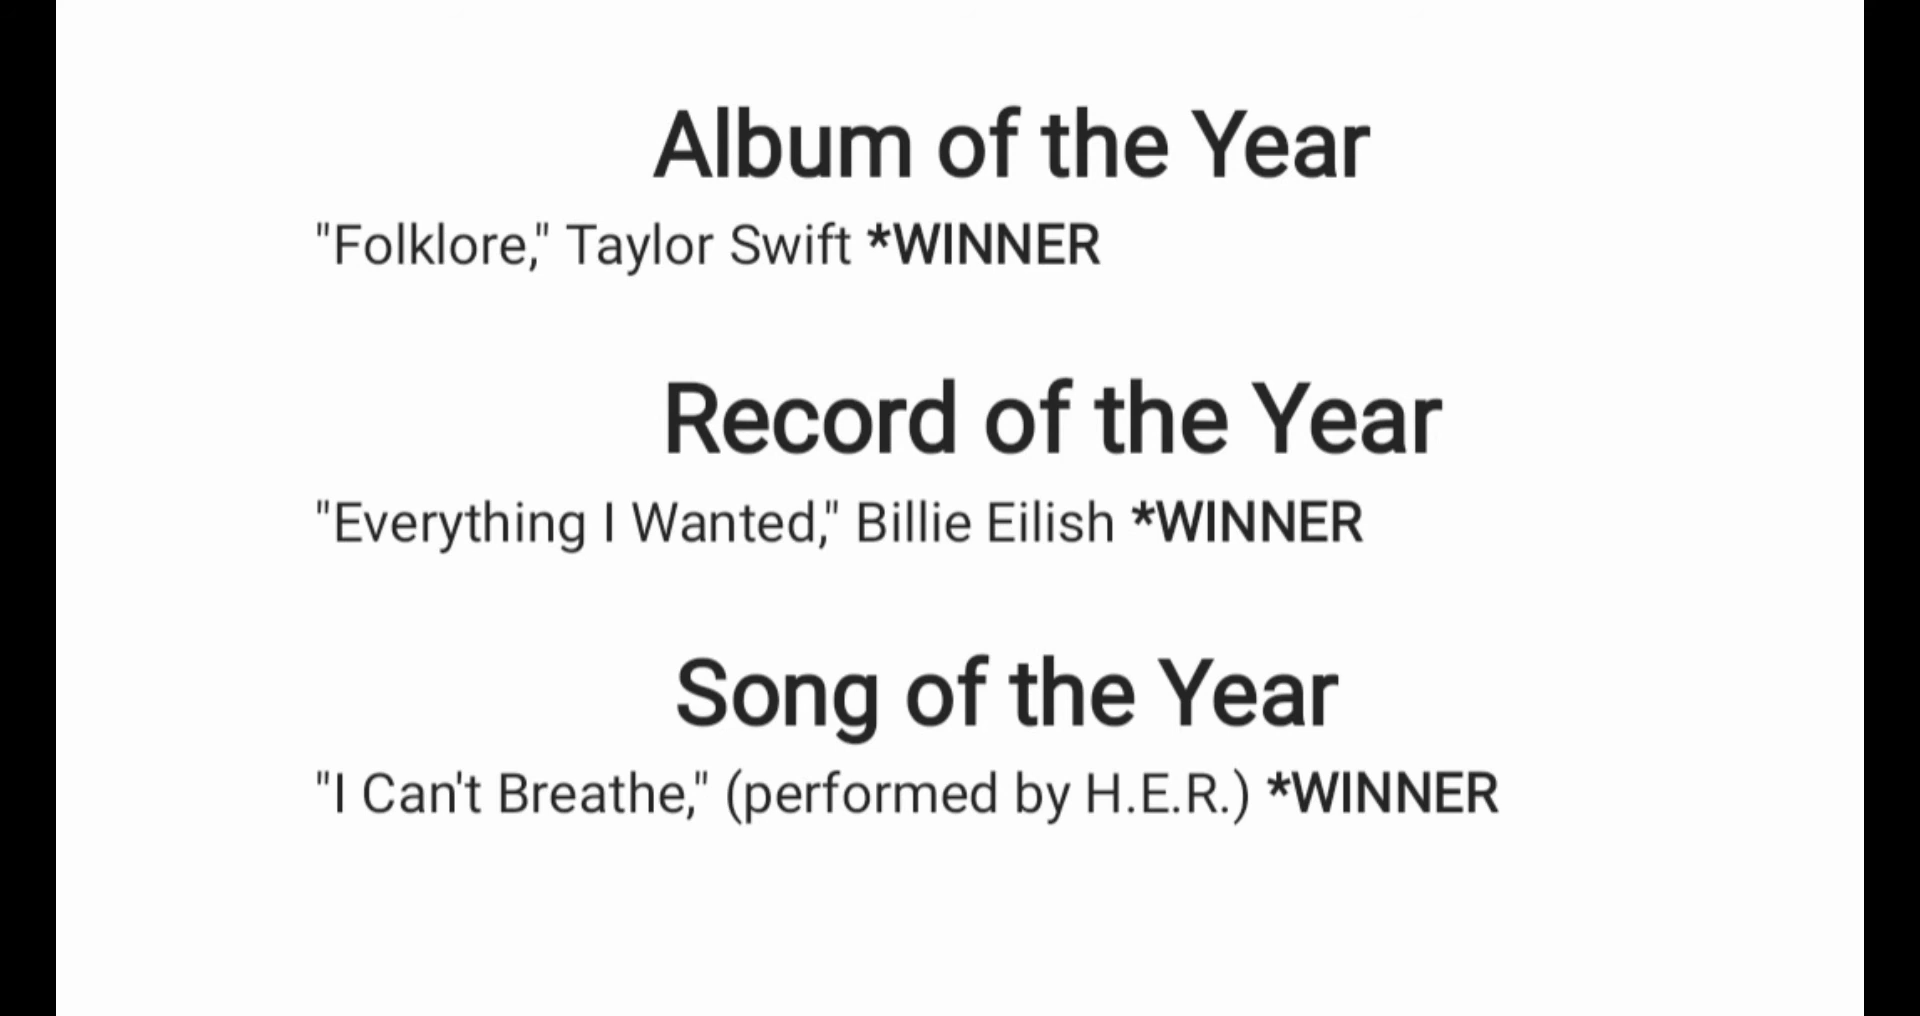 Album of the Year
"Folklore," Taylor Swift *WINNER
Record of the Year
"Everything I Wanted," Billie Eilish *WINNER
Song of the Year
"I Can't Breathe," (performed by H.E.R.) *WINNER